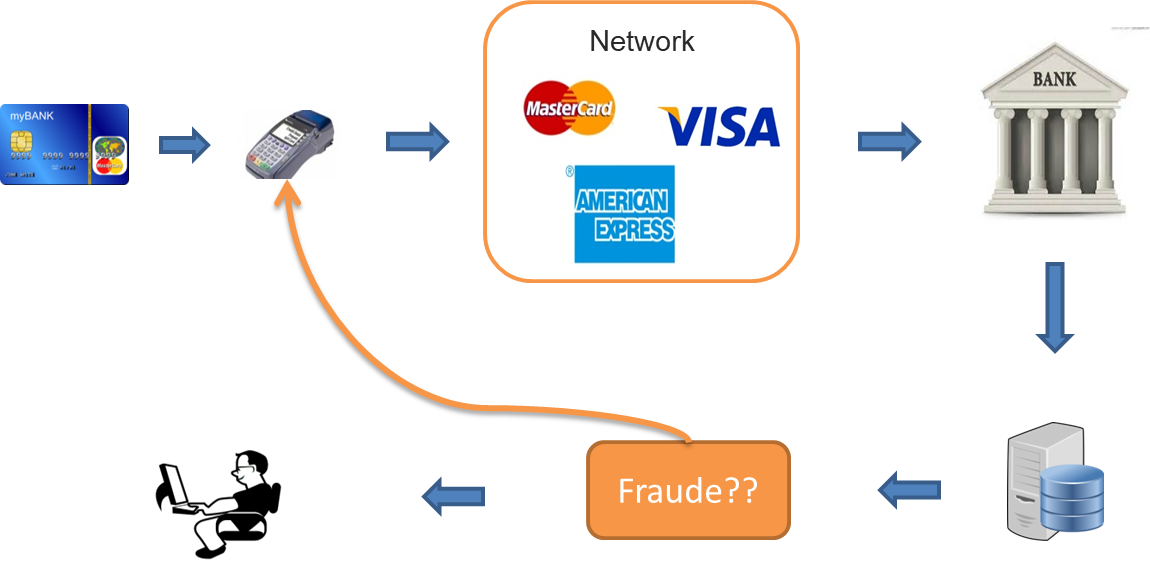 Network
myBANK
MasterCard
VISA
BANK
®
AMERICAN
EXPRESS
Fraude??